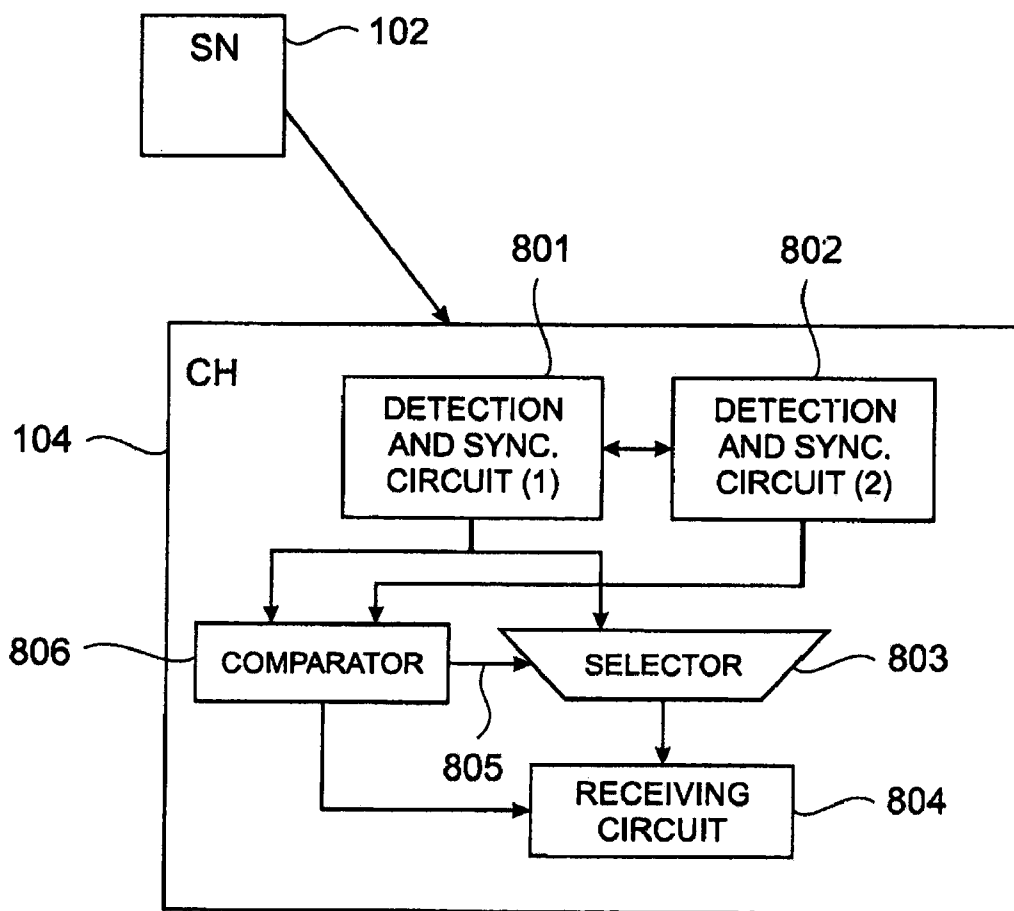 SN
102
801
802
CH
DETECTION
AND SYNC.
CIRCUIT (1)
DETECTION
AND SYNC.
CIRCUIT (2)
104
806
COMPARATOR
SELECTOR
803
805
RECEIVING
CIRCUIT
804